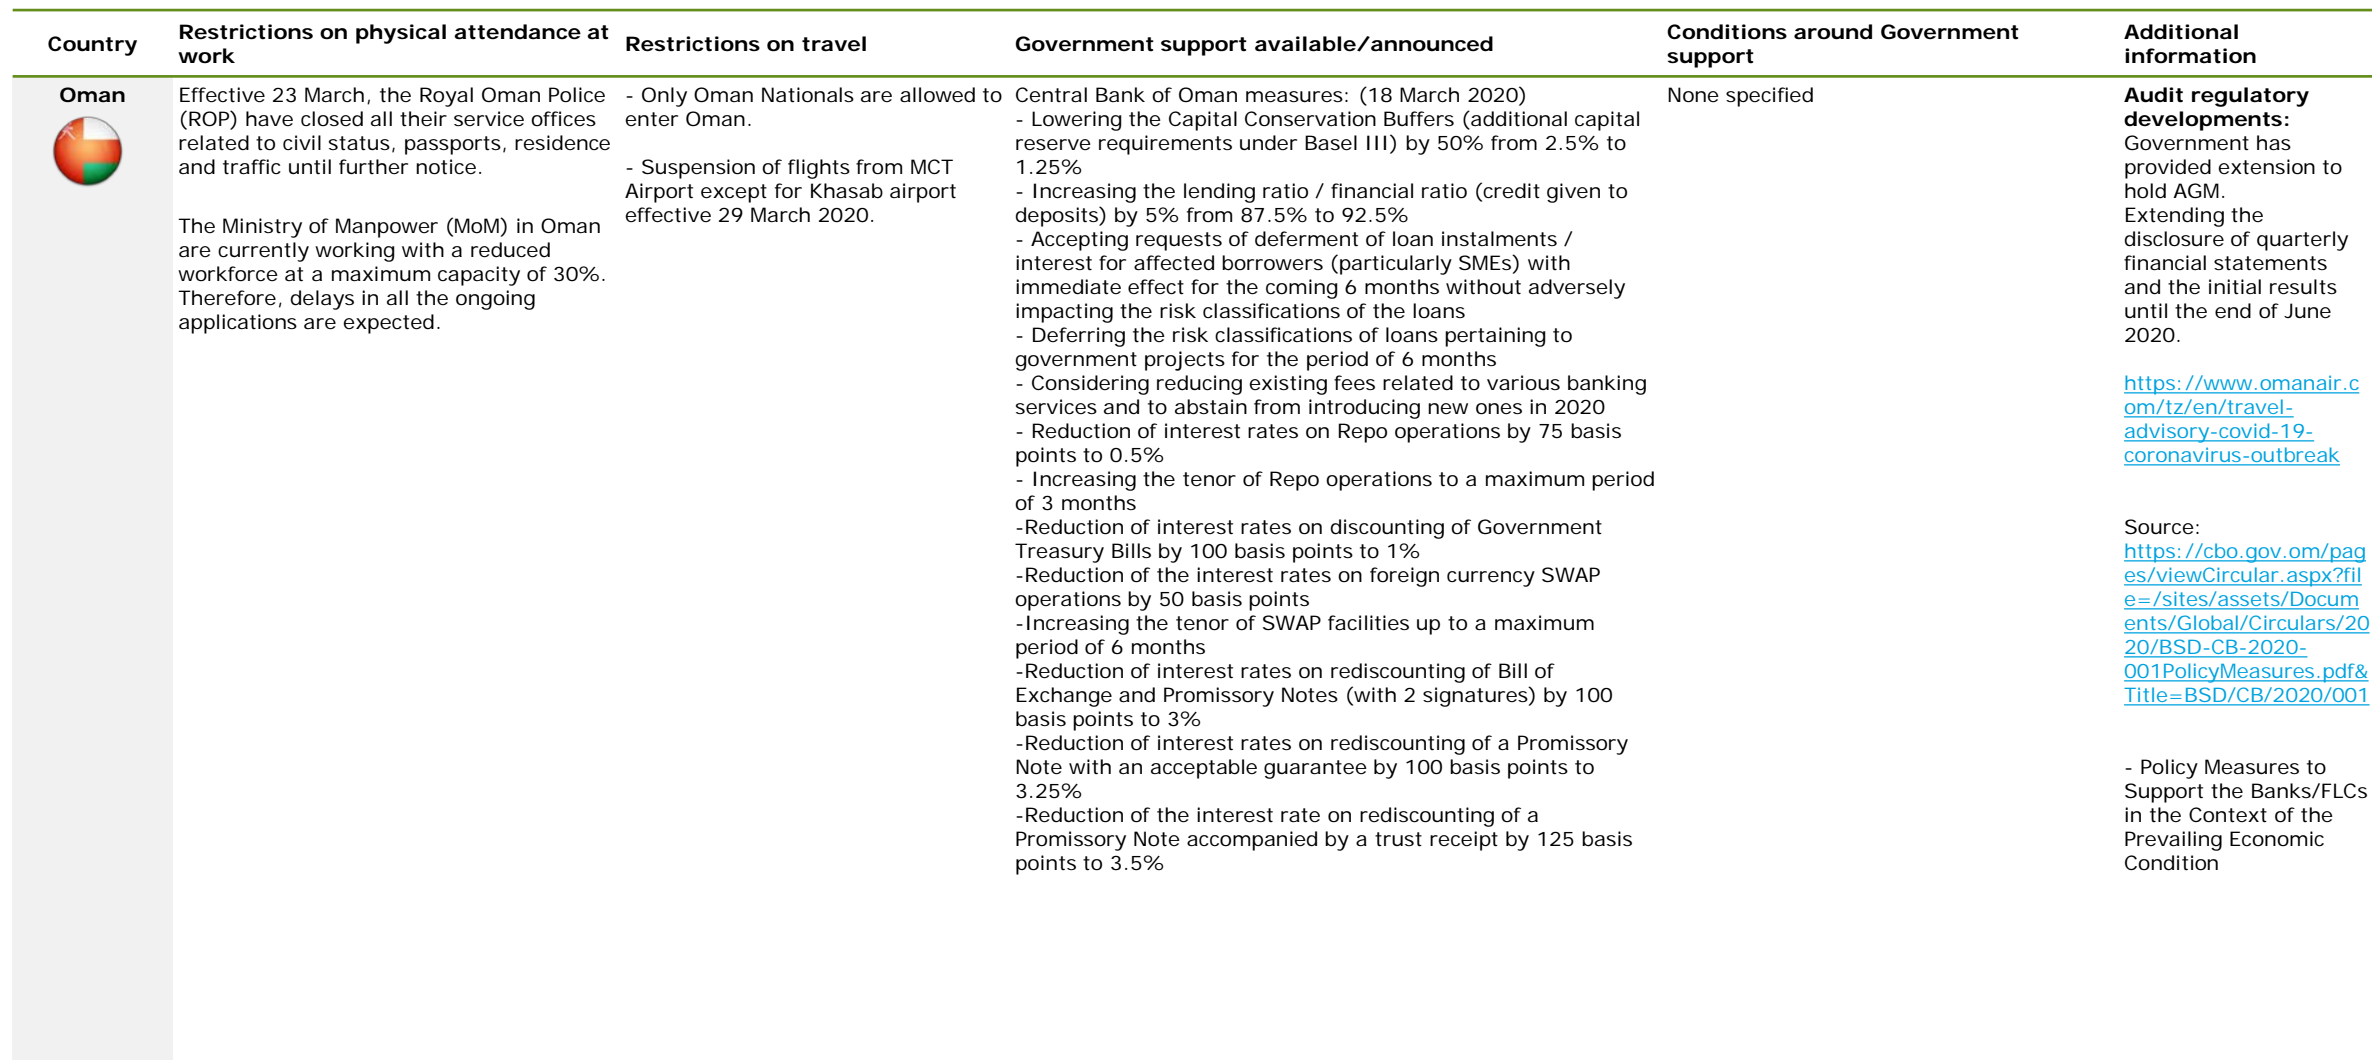 Country
Restrictions on physical attendance at
work
Restrictions on travel
Government support available/announced
Conditions around Government
support
Additional
information
Oman
Effective 23 March, the Royal Oman Police
(ROP) have closed all their service offices
related to civil status, passports, residence
and traffic until further notice.
The Ministry of Manpower (MoM) in Oman
are currently working with a reduced
workforce at a maximum capacity of 30%.
Therefore, delays in all the ongoing
applications are expected.
- Only Oman Nationals are allowed to
enter Oman.
- Suspension of flights from MCT
Airport except for Khasab airport
effective 29 March 2020.
Central Bank of Oman measures: (18 March 2020)
- Lowering the Capital Conservation Buffers (additional capital
reserve requirements under Basel III) by 50% from 2.5% to
1.25%
- Increasing the lending ratio / financial ratio (credit given to
deposits) by 5% from 87.5% to 92.5%
- Accepting requests of deferment of loan instalments /
interest for affected borrowers (particularly SMEs) with
immediate effect for the coming 6 months without adversely
impacting the risk classifications of the loans
- Deferring the risk classifications of loans pertaining to
government projects for the period of 6 months
- Considering reducing existing fees related to various banking
services and to abstain from introducing new ones in 2020
- Reduction of interest rates on Repo operations by 75 basis
points to 0.5%
- Increasing the tenor of Repo operations to a maximum period
of 3 months
-Reduction of interest rates on discounting of Government
Treasury Bills by 100 basis points to 1%
-Reduction of the interest rates on foreign currency SWAP
operations by 50 basis points
-Increasing the tenor of SWAP facilities up to a maximum
period of 6 months
-Reduction of interest rates on rediscounting of Bill of
Exchange and Promissory Notes (with 2 signatures) by 100
basis points to 3%
-Reduction of interest rates on rediscounting of a Promissory
Note with an acceptable guarantee by 100 basis points to
3.25%
-Reduction of the interest rate on rediscounting of a
Promissory Note accompanied by a trust receipt by 125 basis
points to 3.5%
None specified
Audit regulatory
developments:
Government has
provided extension to
hold AGM.
Extending the
disclosure of quarterly
financial statements
and the initial results
until the end of June
2020.
https://www.omanair.c
om/tz/en/travel-
advisory-covid-19-
coronavirus-outbreak
Source:
https://cbo.gov.om/pag
es/viewCircular.aspx?fil
e=/sites/assets/Docum
ents/Global/Circulars/20
20/BSD-CB-2020-
001PolicyMeasures.pdf&
Title=BSD/CB/2020/001
- Policy Measures to
Support the Banks/FLCs
in the Context of the
Prevailing Economic
Condition